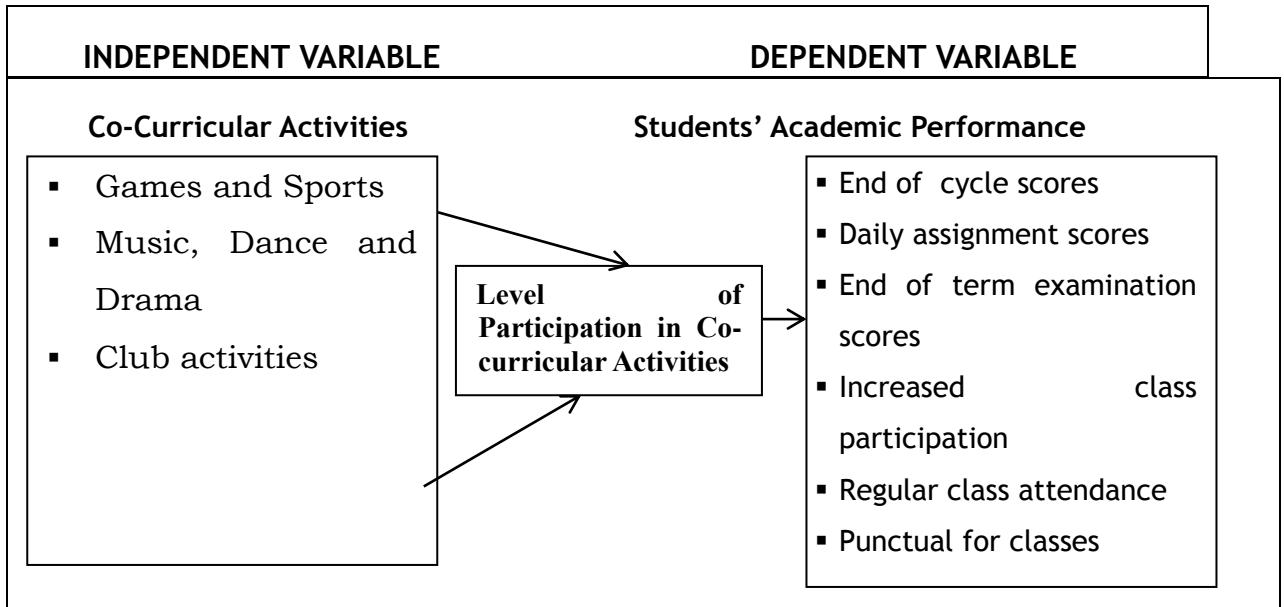 INDEPENDENT VARIABLE
DEPENDENT VARIABLE
Co-Curricular Activities
Students’ Academic Performance
▪ Games and Sports
▪ Music, Dance and
Drama
▪ Club activities
Level of
Participation in Co-
curricular Activities
▪ End of cycle scores
▪ Daily assignment scores
▪ End of term examination
scores
▪ Increased class
participation
▪ Regular class attendance
▪ Punctual for classes